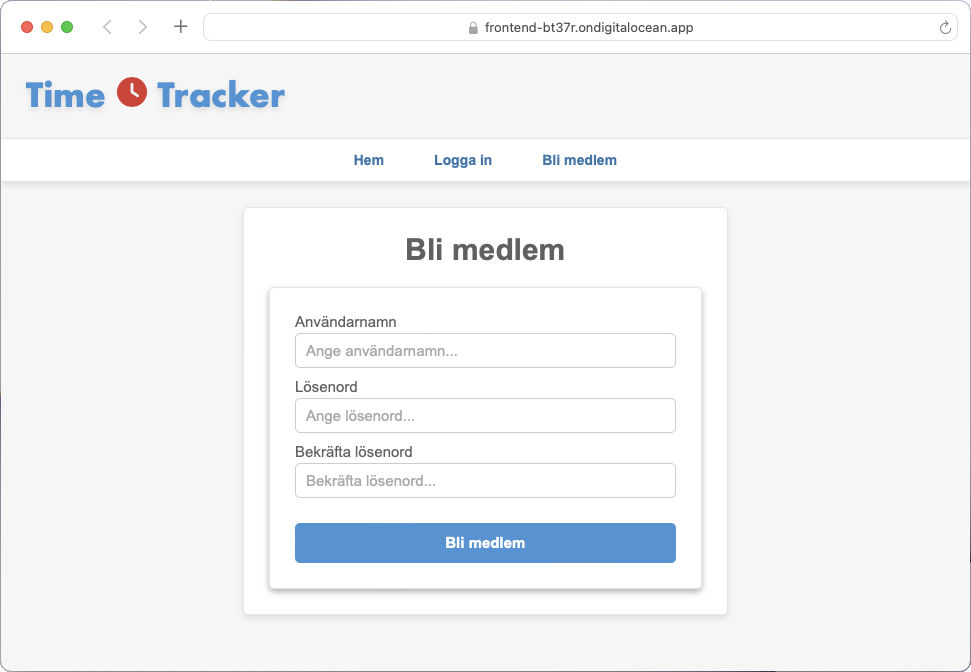 frontend-bt37r.ondigitalocean.app
Time Tracker
Hem Logga in Bli medlem
Bli medlem
Användarnamn
Ange användarnamn...
Lösenord
Ange lösenord...
Bekräfta lösenord
Bekräfta lösenord...
Bli medlem